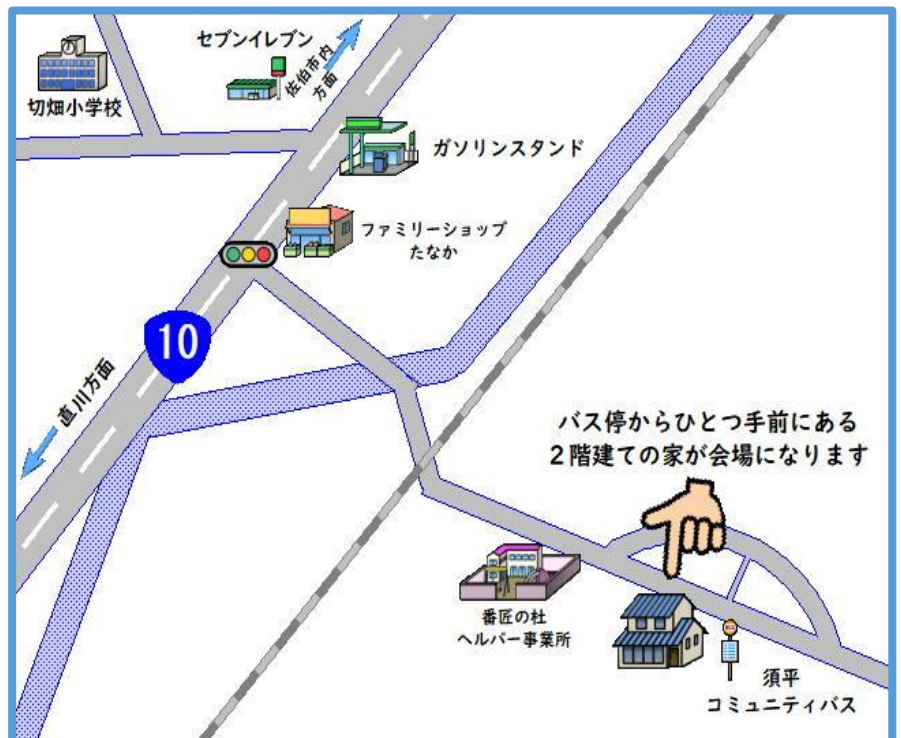 セブンイレブン
佐伯市内
方面
切畑小学校
ガソリンスタンド
ファミリーショップ
たなか
10
直川方面
バス停からひとつ手前にある
２階建ての家が会場になります
番匠の杜
ヘルパー事業所
須平
コミュニティバス